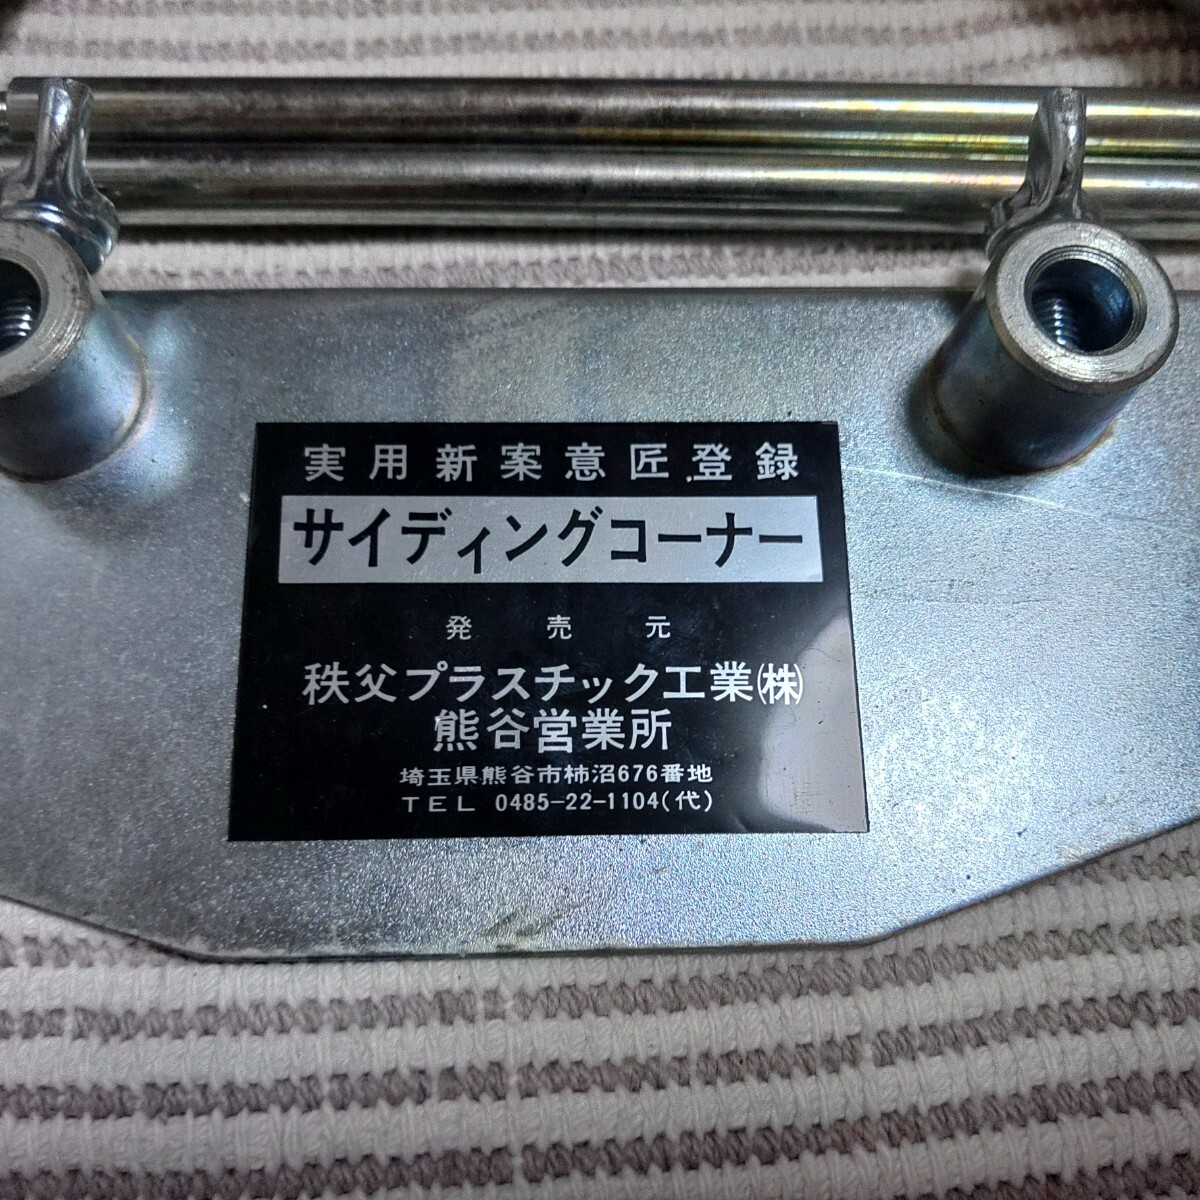 実用新案意匠登録
サイディングコーナー
発売元
秩父プラスチック工業㈱
熊谷営業所
埼玉県熊谷市柿沼676番地
TEL 0485-22-1104(代)